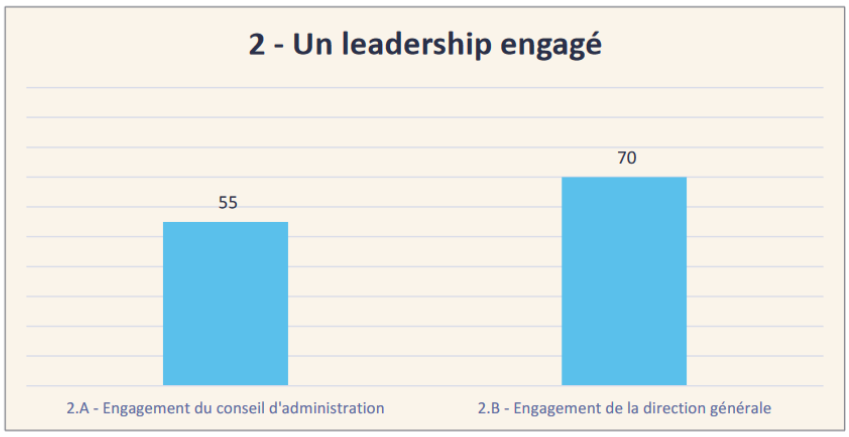 2 - Un leadership engagé
55
70
2.A - Engagement du conseil d'administration
2.B - Engagement de la direction générale